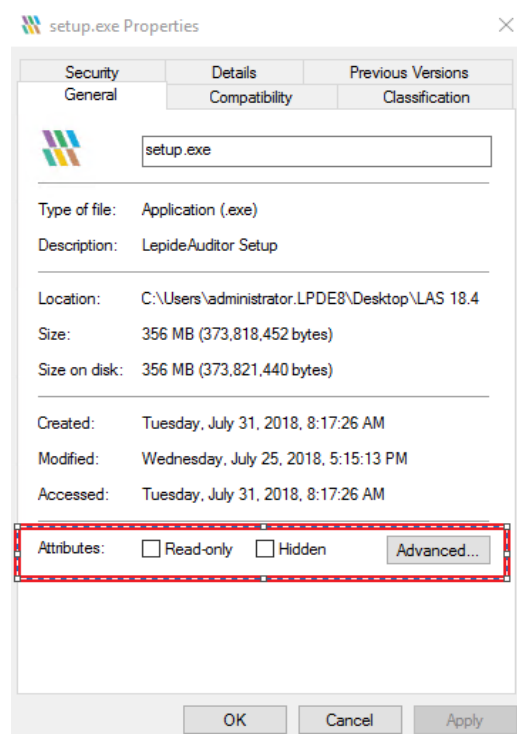 setup.exe Properties
Security Details Previous Versions
General Compatibility Classification
setup.exe
Type of file: Application (.exe)
Description: LepideAuditor Setup
Location: C:\Users\administrator.LPDE8\Desktop\LAS 18.4
Size: 356 MB (373,818,452 bytes)
Size on disk: 356 MB (373,821,440 bytes)
Created: Tuesday, July 31, 2018, 8:17:26 AM
Modified: Wednesday, July 25, 2018, 5:15:13 PM
Accessed: Tuesday, July 31, 2018, 8:17:26 AM
Attributes: Read-only Hidden Advanced...
OK Cancel Apply